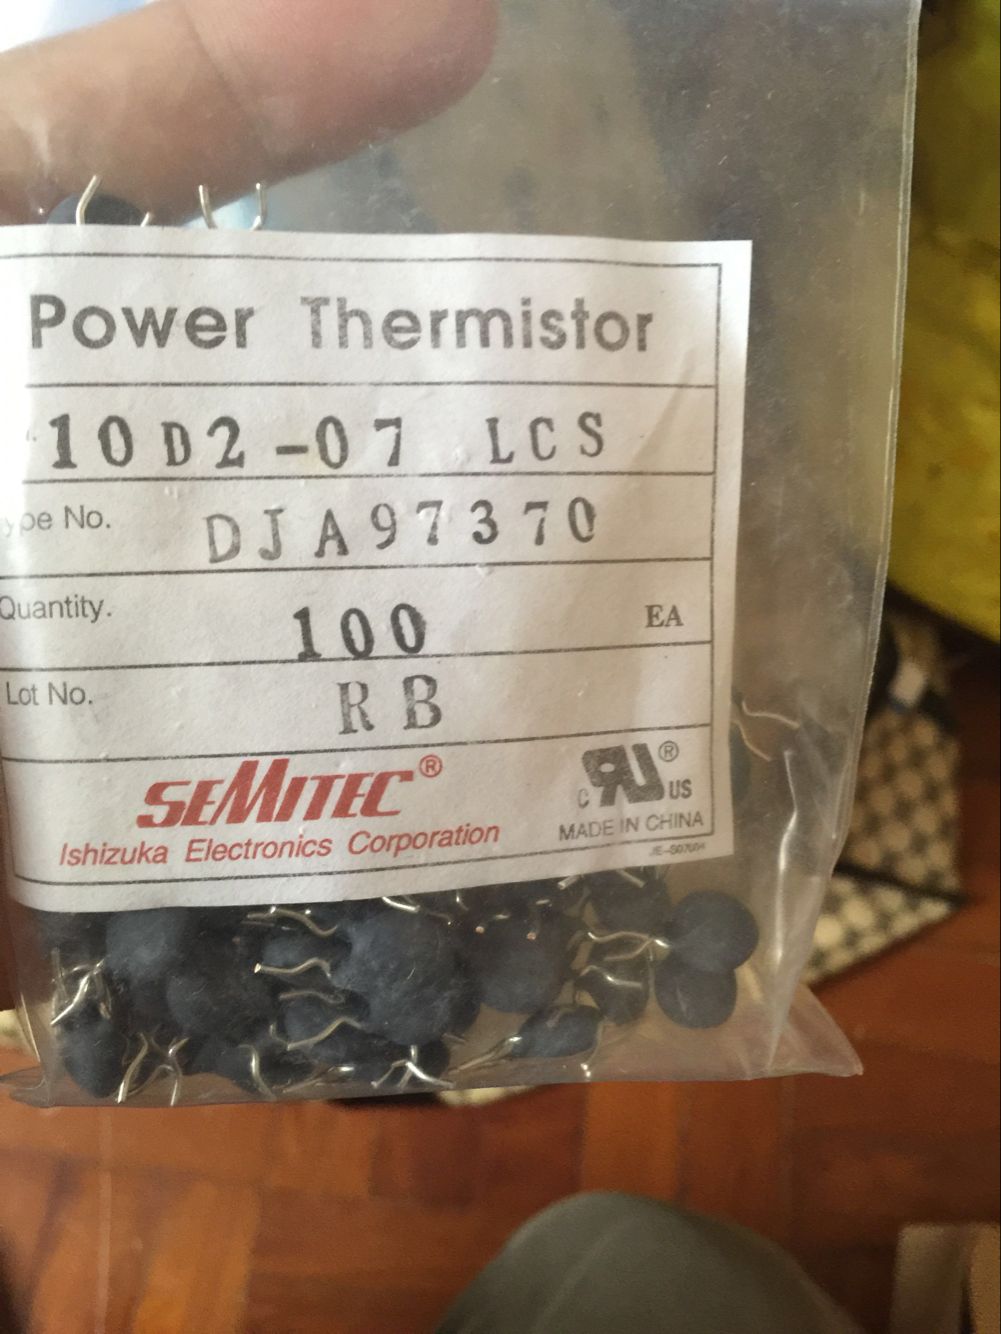 Power Thermistor
10D2-07 LCS
ype No. DJA97370
Quantity. 100 EA
Lot No. RB
SEMITEC®
Ishizuka Electronics Corporation
c RU ® US
MADE IN CHINA